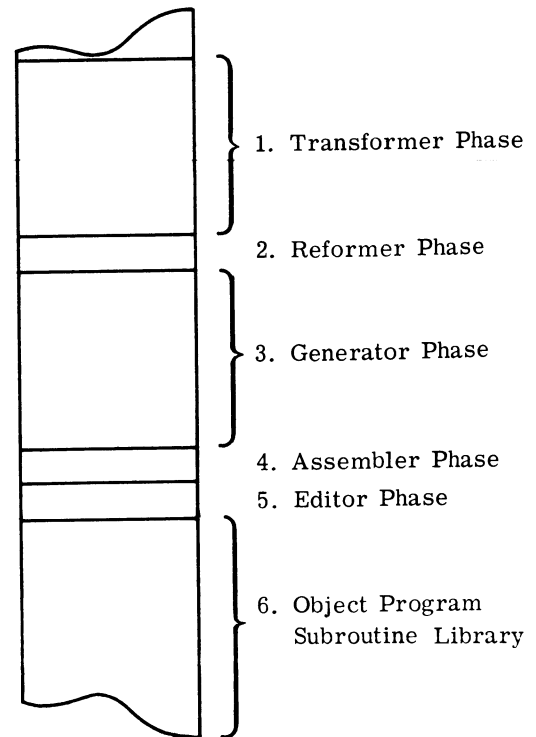 1. Transformer Phase
2. Reformer Phase
3. Generator Phase
4. Assembler Phase
5. Editor Phase
6. Object Program
Subroutine Library